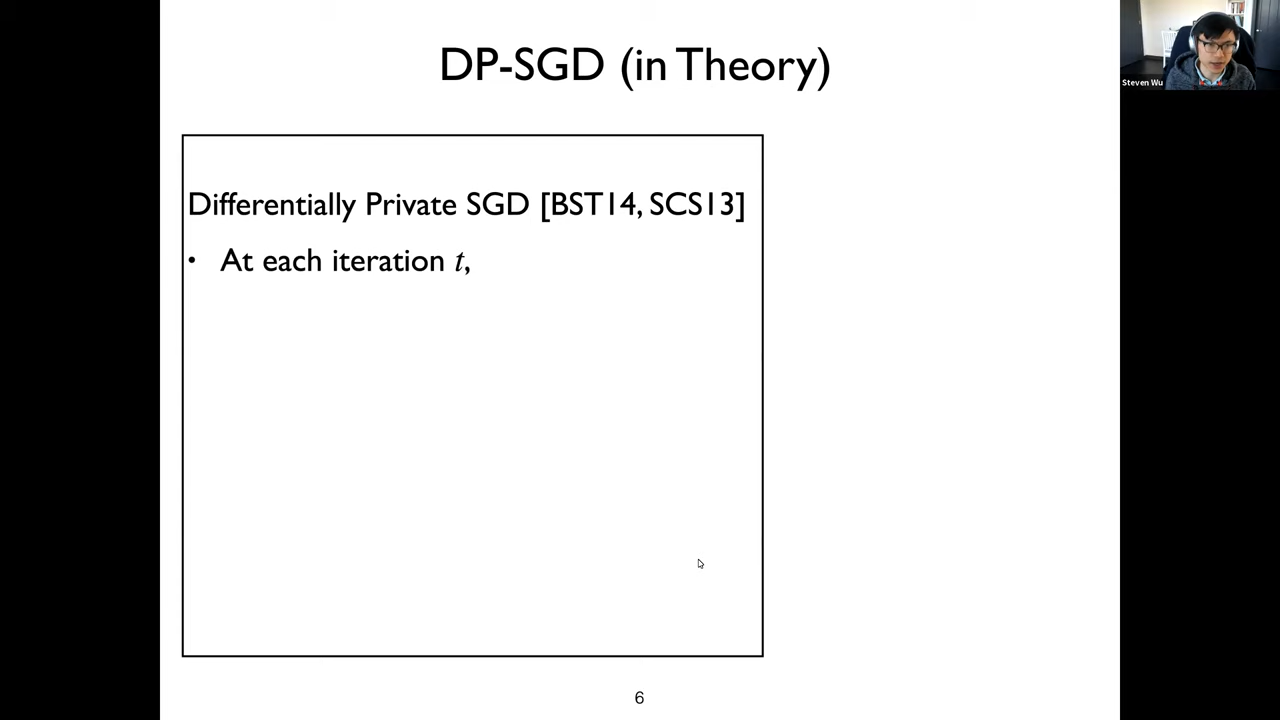 DP-SGD (in Theory)
Steven Wu
Differentially Private SGD [BST14, SCS13]
• At each iteration t,
6